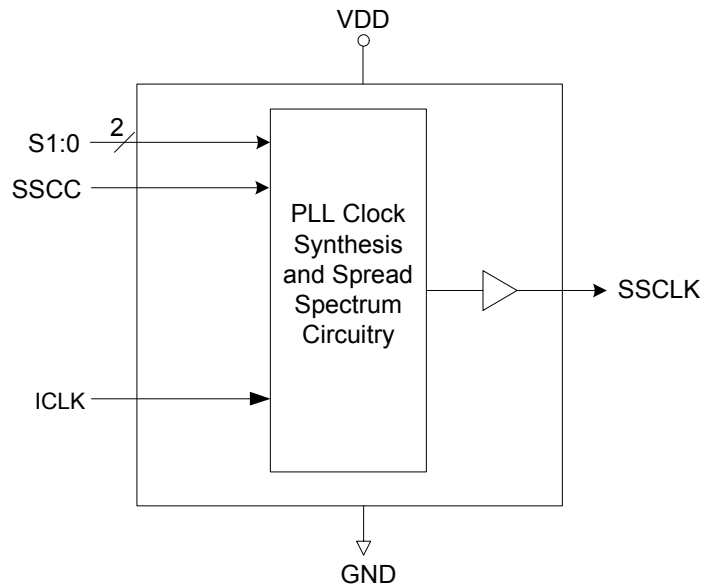 VDD
2
S1:0
SSCC
PLL Clock
Synthesis
and Spread
Spectrum
Circuitry
SSCLK
ICLK
GND